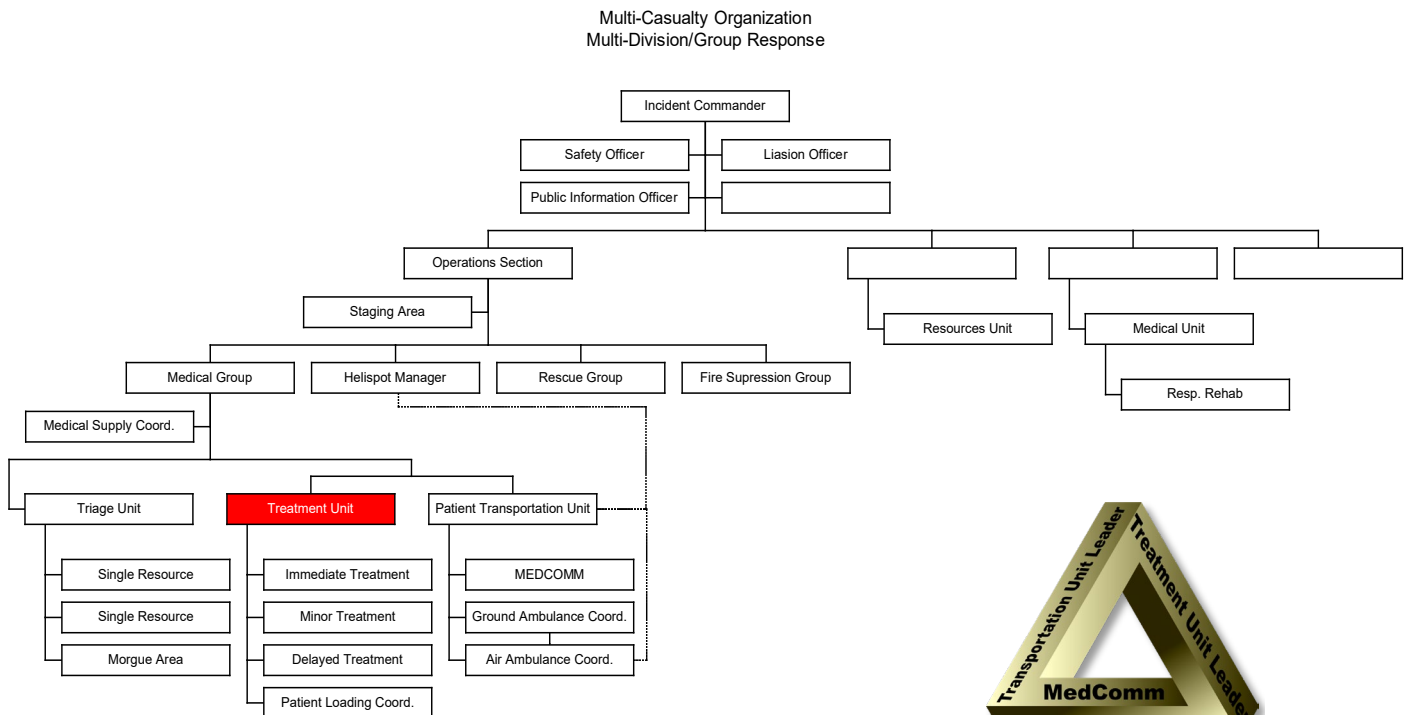 Multi-Casualty Organization
Multi-Division/Group Response
Incident Commander
Safety Officer
Liasion Officer
Public Information Officer
Operations Section
Staging Area
Resources Unit
Medical Unit
Medical Group
Helispot Manager
Rescue Group
Fire Supression Group
Resp. Rehab
Medical Supply Coord.
Triage Unit
Treatment Unit
Patient Transportation Unit
Single Resource
Immediate Treatment
MEDCOMM
Single Resource
Minor Treatment
Ground Ambulance Coord.
Morgue Area
Delayed Treatment
Air Ambulance Coord.
Patient Loading Coord.
Transportation Unit Leader
Treatment Unit Leader
MedComm